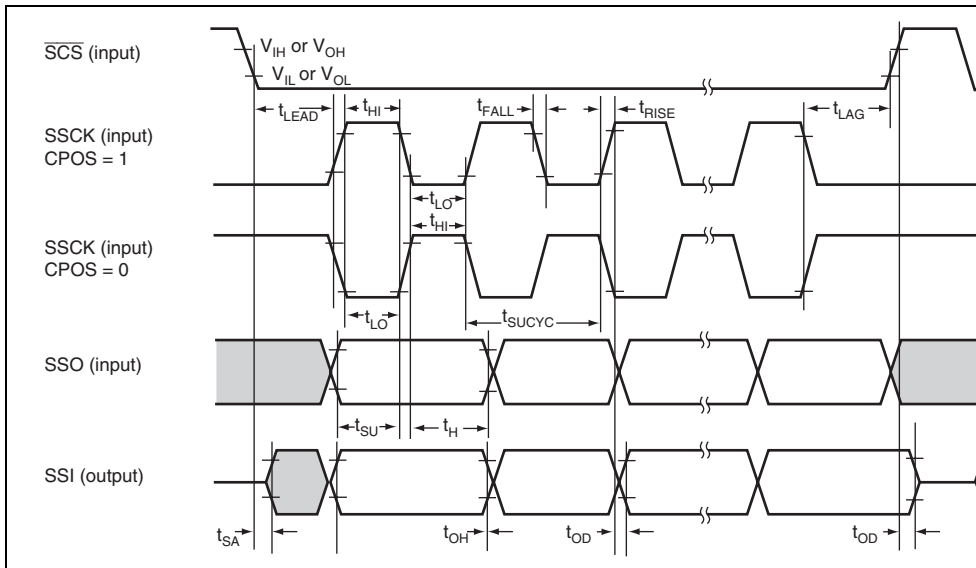 SCS (input)
V_IH or V_OH
V_IL or V_OL
t_LEAD t_HI t_FALL t_RISE t_LAG
SSCK (input)
CPOS = 1
t_LO
t_HI
SSCK (input)
CPOS = 0
t_LO t_SUCYC
SSO (input)
t_SU t_H
SSI (output)
t_SA t_OH t_OD t_OD